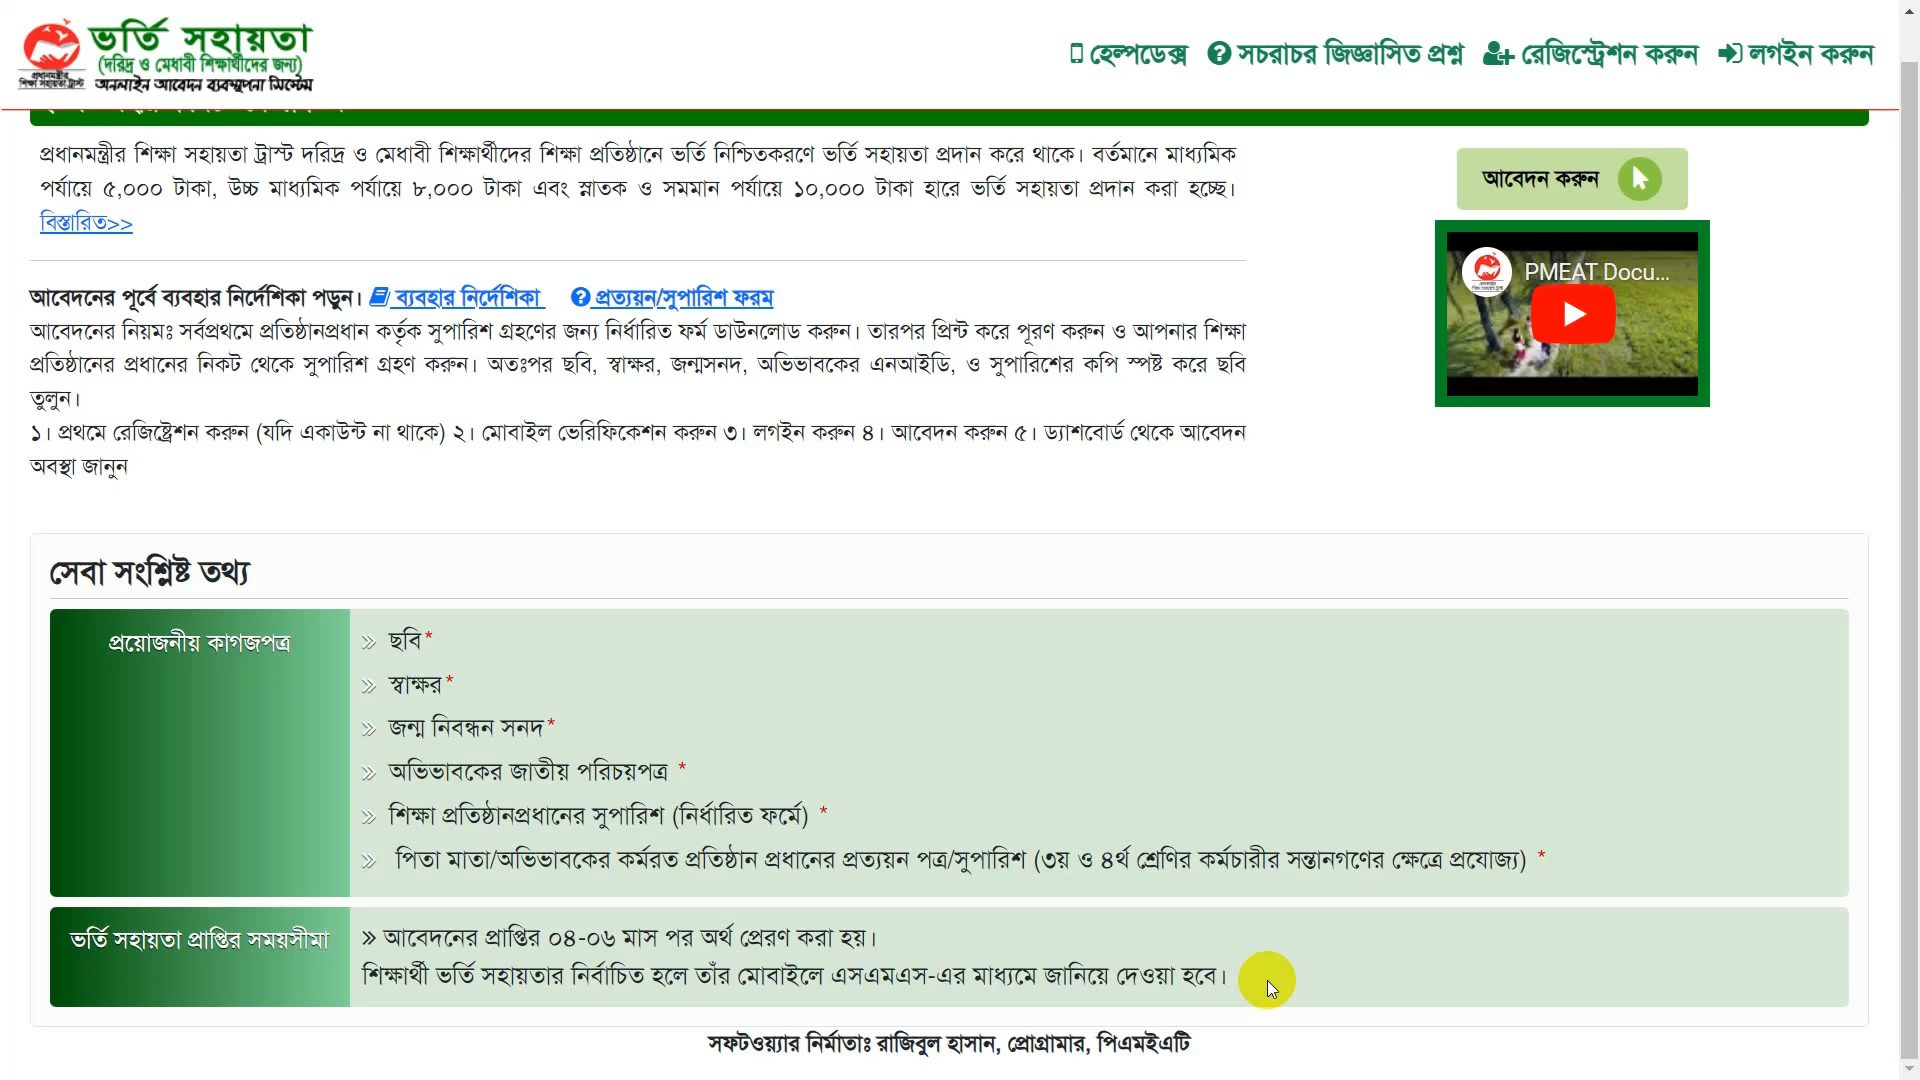 ভর্তি সহায়তা
(দরিদ্র ও মেধাবী শিক্ষার্থীদের জন্য)
অনলাইন আবেদন ব্যবস্থাপনা সিস্টেম
প্রধানমন্ত্রীর
শিক্ষা সহায়তা ট্রাস্ট
হেল্পডেক্স সচরাচর জিজ্ঞাসিত প্রশ্ন রেজিস্ট্রেশন করুন লগইন করুন
প্রধানমন্ত্রীর শিক্ষা সহায়তা ট্রাস্ট দরিদ্র ও মেধাবী শিক্ষার্থীদের শিক্ষা প্রতিষ্ঠানে ভর্তি নিশ্চিতকরণে ভর্তি সহায়তা প্রদান করে থাকে। বর্তমানে মাধ্যমিক
পর্যায়ে ৫,০০০ টাকা, উচ্চ মাধ্যমিক পর্যায়ে ৮,০০০ টাকা এবং স্নাতক ও সমমান পর্যায়ে ১০,০০০ টাকা হারে ভর্তি সহায়তা প্রদান করা হচ্ছে।
বিস্তারিত>>
আবেদন করুন
PMEAT Docu...
আবেদনের পূর্বে ব্যবহার নির্দেশিকা পড়ুন। ব্যবহার নির্দেশিকা প্রত্যয়ন/সুপারিশ ফরম
আবেদনের নিয়মঃ সর্বপ্রথমে প্রতিষ্ঠানপ্রধান কর্তৃক সুপারিশ গ্রহণের জন্য নির্ধারিত ফর্ম ডাউনলোড করুন। তারপর প্রিন্ট করে পূরণ করুন ও আপনার শিক্ষা
প্রতিষ্ঠানের প্রধানের নিকট থেকে সুপারিশ গ্রহণ করুন। অতঃপর ছবি, স্বাক্ষর, জন্মসনদ, অভিভাবকের এনআইডি, ও সুপারিশের কপি স্পষ্ট করে ছবি
তুলুন।
১। প্রথমে রেজিষ্ট্রেশন করুন (যদি একাউন্ট না থাকে) ২। মোবাইল ভেরিফিকেশন করুন ৩। লগইন করুন ৪। আবেদন করুন ৫। ড্যাশবোর্ড থেকে আবেদন
অবস্থা জানুন
সেবা সংশ্লিষ্ট তথ্য
প্রয়োজনীয় কাগজপত্র
» ছবি*
» স্বাক্ষর*
» জন্ম নিবন্ধন সনদ*
» অভিভাবকের জাতীয় পরিচয়পত্র *
» শিক্ষা প্রতিষ্ঠানপ্রধানের সুপারিশ (নির্ধারিত ফর্মে) *
» পিতা মাতা/অভিভাবকের কর্মরত প্রতিষ্ঠান প্রধানের প্রত্যয়ন পত্র/সুপারিশ (৩য় ও ৪র্থ শ্রেণির কর্মচারীর সন্তানগণের ক্ষেত্রে প্রযোজ্য) *
ভর্তি সহায়তা প্রাপ্তির সময়সীমা
» আবেদনের প্রাপ্তির ০৪-০৬ মাস পর অর্থ প্রেরণ করা হয়।
শিক্ষার্থী ভর্তি সহায়তার নির্বাচিত হলে তাঁর মোবাইলে এসএমএস-এর মাধ্যমে জানিয়ে দেওয়া হবে।
সফটওয়্যার নির্মাতাঃ রাজিবুল হাসান, প্রোগ্রামার, পিএমইএটি